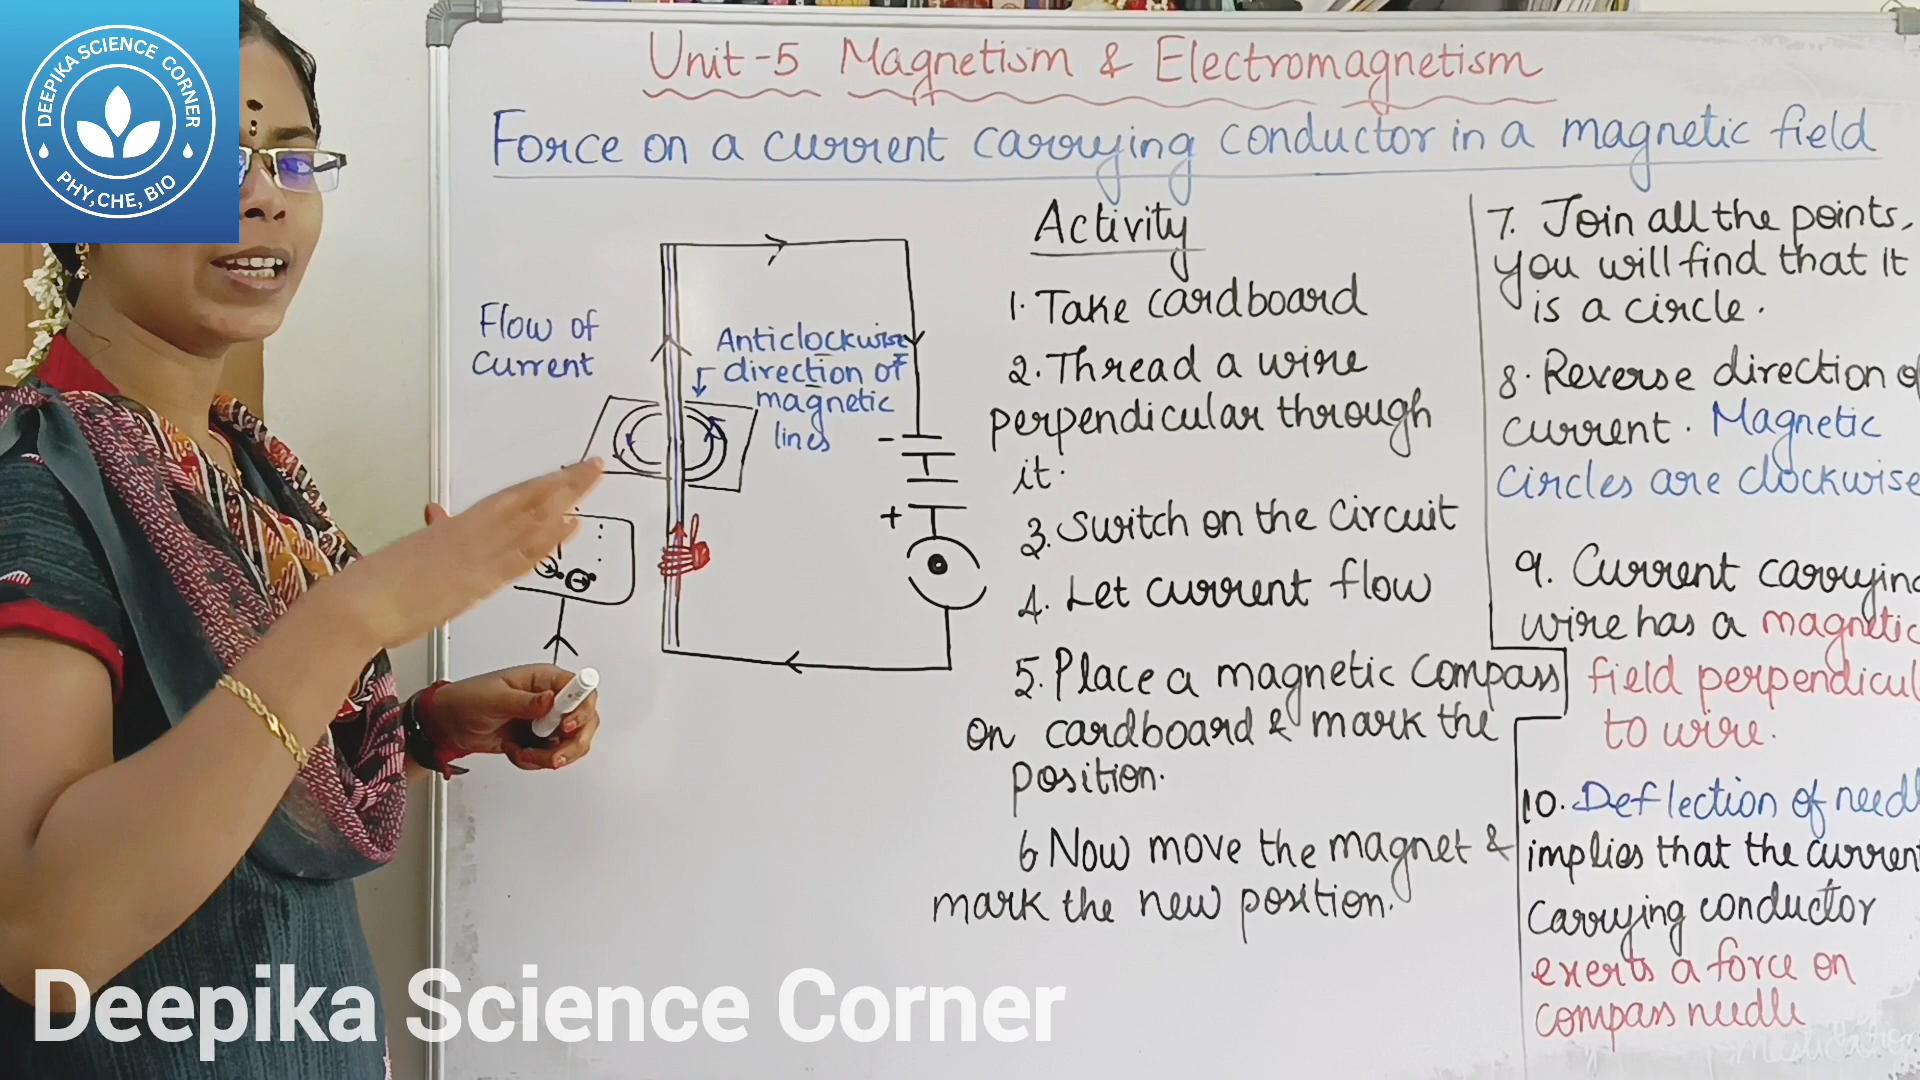 DEEPIKA SCIENCE CORNER
PHY,CHE, BIO
Unit-5 Magnetism & Electromagnetism
Force on a current carrying conductor in a magnetic field
Flow of
Current
Anticlockwise
direction of
magnetic
lines
-
+
Activity
1. Take cardboard
2. Thread a wire
perpendicular through
it.
3. Switch on the circuit
4. Let current flow
5. Place a magnetic compass
on cardboard & mark the
position.
6 Now move the magnet &
mark the new position.
7. Join all the points,
you will find that it
is a circle.
8. Reverse direction of
current. Magnetic
Circles are clockwise
9. Current carrying
wire has a magnetic
field perpendicul
to wire.
10. Deflection of needl
implies that the current
Carrying conductor
exerts a force on
compass needle
Deepika Science Corner